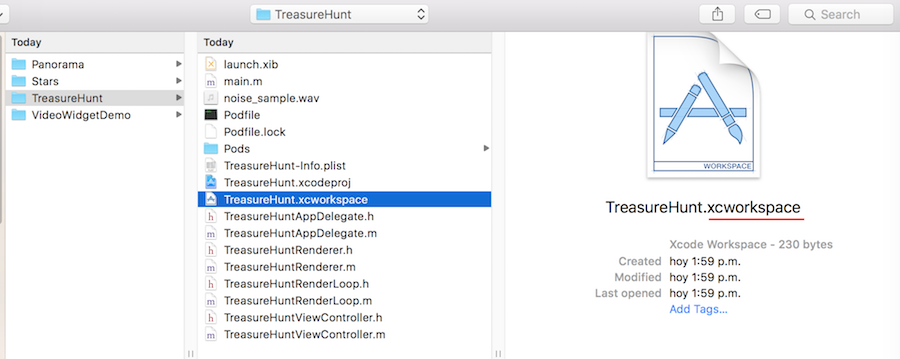 TreasureHunt
Search
Today
Panorama
Stars
TreasureHunt
VideoWidgetDemo
Today
launch.xib
main.m
noise_sample.wav
Podfile
Podfile.lock
Pods
TreasureHunt-Info.plist
TreasureHunt.xcodeproj
TreasureHunt.xcworkspace
TreasureHuntAppDelegate.h
TreasureHuntAppDelegate.m
TreasureHuntRenderer.h
TreasureHuntRenderer.m
TreasureHuntRenderLoop.h
TreasureHuntRenderLoop.m
TreasureHuntViewController.h
TreasureHuntViewController.m
WORKSPACE
TreasureHunt.xcworkspace
Xcode Workspace - 230 bytes
Created hoy 1:59 p.m.
Modified hoy 1:59 p.m.
Last opened hoy 1:59 p.m.
Add Tags...